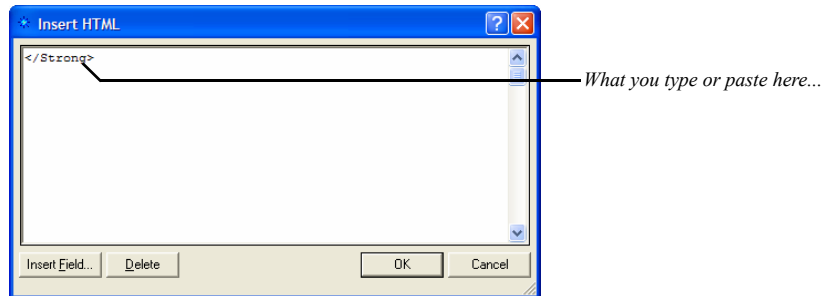 Insert HTML
</Strong>
What you type or paste here...
Insert Field... Delete OK Cancel